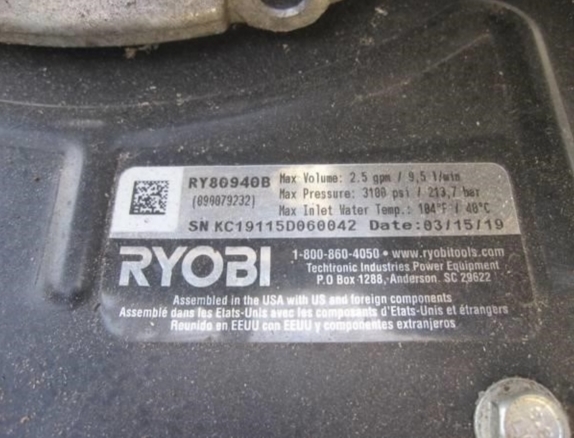 RY80940B
(090079232)
Max Volume: 2.5 gpm / 9,5 l/min
Max Pressure: 3100 psi / 213,7 bar
Max Inlet Water Temp.: 104°F / 40°C
SN KC19115D060042 Date:03/15/19
RYOBI
1-800-860-4050 • www.ryobitools.com
Techtronic Industries Power Equipment
P.O Box 1288, Anderson, SC 29622
Assembled in the USA with US and foreign components
Assemblé dans les Etats-Unis avec les composants d'Etats-Unis et étrangers
Reunido en EEUU con EEUU y componentes extranjeros